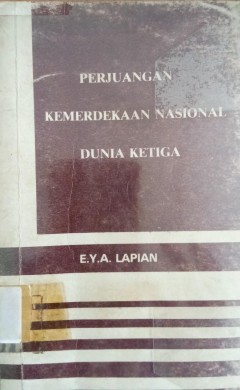 PERJUANGAN
KEMERDEKAAN NASIONAL
DUNIA KETIGA
E.Y.A. LAPIAN